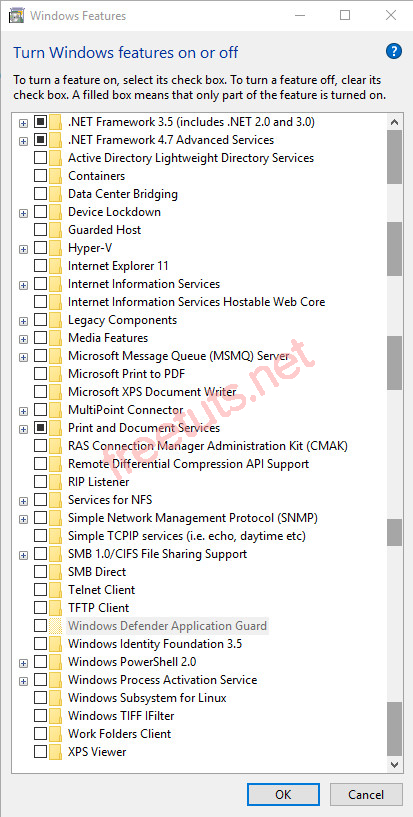 Windows Features
Turn Windows features on or off
?
To turn a feature on, select its check box. To turn a feature off, clear its
check box. A filled box means that only part of the feature is turned on.
.NET Framework 3.5 (includes .NET 2.0 and 3.0)
.NET Framework 4.7 Advanced Services
Active Directory Lightweight Directory Services
Containers
Data Center Bridging
Device Lockdown
Guarded Host
Hyper-V
Internet Explorer 11
Internet Information Services
Internet Information Services Hostable Web Core
Legacy Components
Media Features
Microsoft Message Queue (MSMQ) Server
Microsoft Print to PDF
Microsoft XPS Document Writer
MultiPoint Connector
Print and Document Services
RAS Connection Manager Administration Kit (CMAK)
Remote Differential Compression API Support
RIP Listener
Services for NFS
Simple Network Management Protocol (SNMP)
Simple TCPIP services (i.e. echo, daytime etc)
SMB 1.0/CIFS File Sharing Support
SMB Direct
Telnet Client
TFTP Client
Windows Defender Application Guard
Windows Identity Foundation 3.5
Windows PowerShell 2.0
Windows Process Activation Service
Windows Subsystem for Linux
Windows TIFF IFilter
Work Folders Client
XPS Viewer
freetuts.net
OK
Cancel